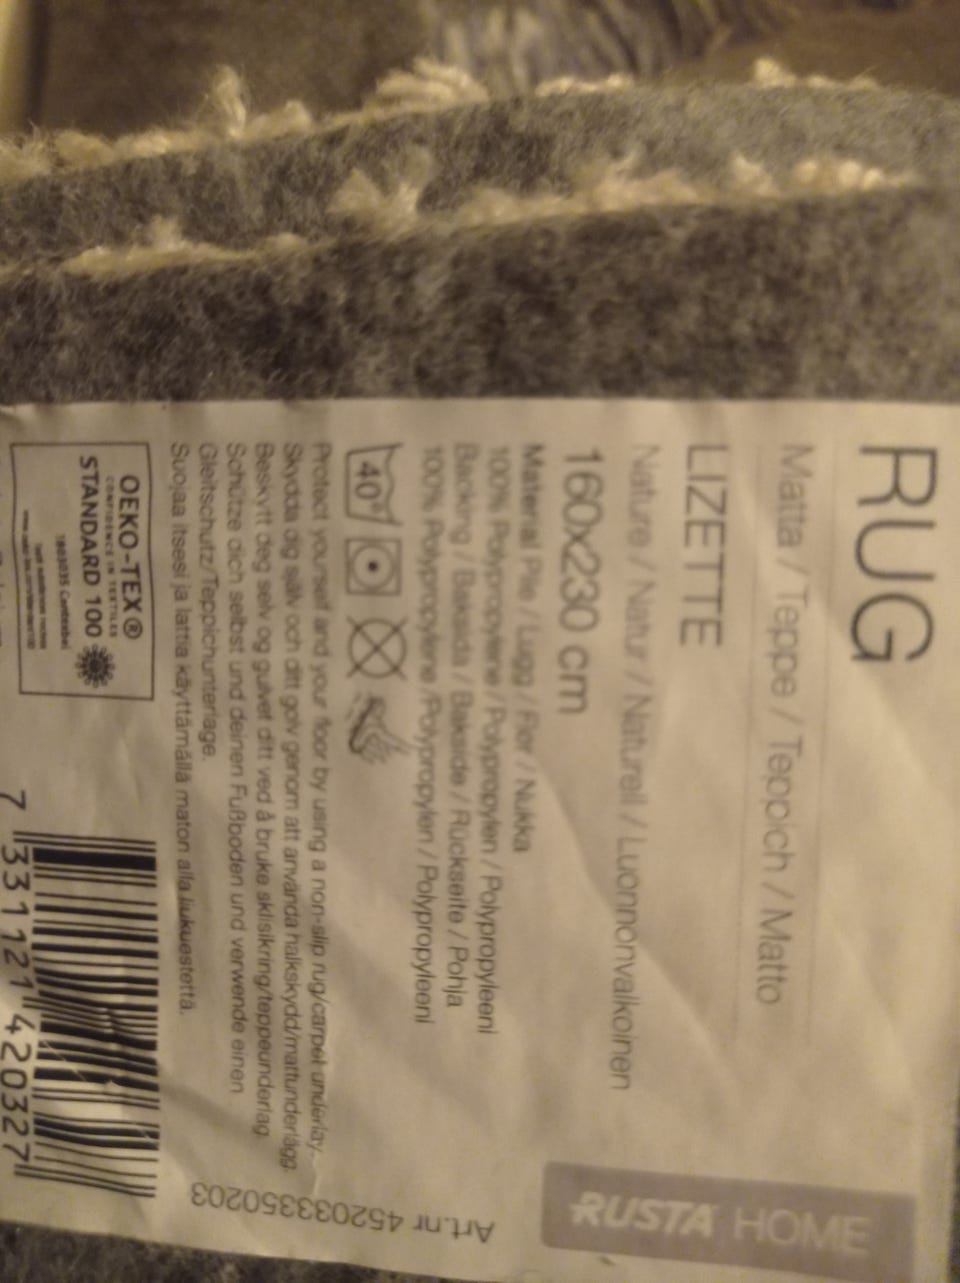 RUG
Matta / Teppe / Teppich / Matto
LIZETTE
Nature / Natur / Naturell / Luonnonvalkoinen
160x230 cm
Material Pile / Lugg / Flor / Nukka
100% Polypropylene / Polypropylen / Polypropyleeni
Backing / Baksida / Bakside / Rückseite / Pohja
100% Polypropylene /Polypropylen / Polypropyleeni
40°
Protect yourself and your floor by using a non-slip rug/carpet underlay.
Skydda dig själv och ditt golv genom att använda halkskydd/mattunderlägg.
Beskytt deg selv og gulvet ditt ved å bruke sklisikring/teppeunderlag.
Schütze dich selbst und deinen Fußboden und verwende einen
Gleitschutz/Teppichunterlage.
Suojaa itsesi ja lattia käyttämällä maton alla liukuestettä.
OEKO-TEX®
CONFIDENCE IN TEXTILES
STANDARD 100
1803035 Centexbel
7 331121 420327
Art.nr 452033350203
RUSTA HOME